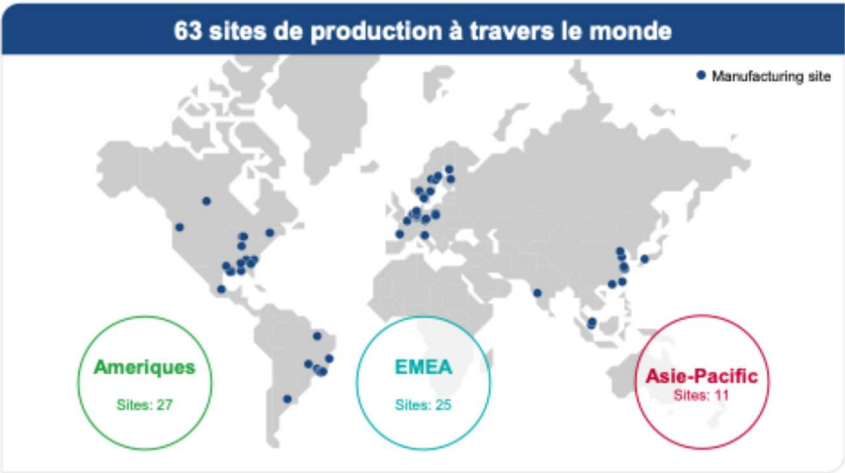 63 sites de production à travers le monde
Manufacturing site
Ameriques
Sites: 27
EMEA
Sites: 25
Asie-Pacific
Sites: 11